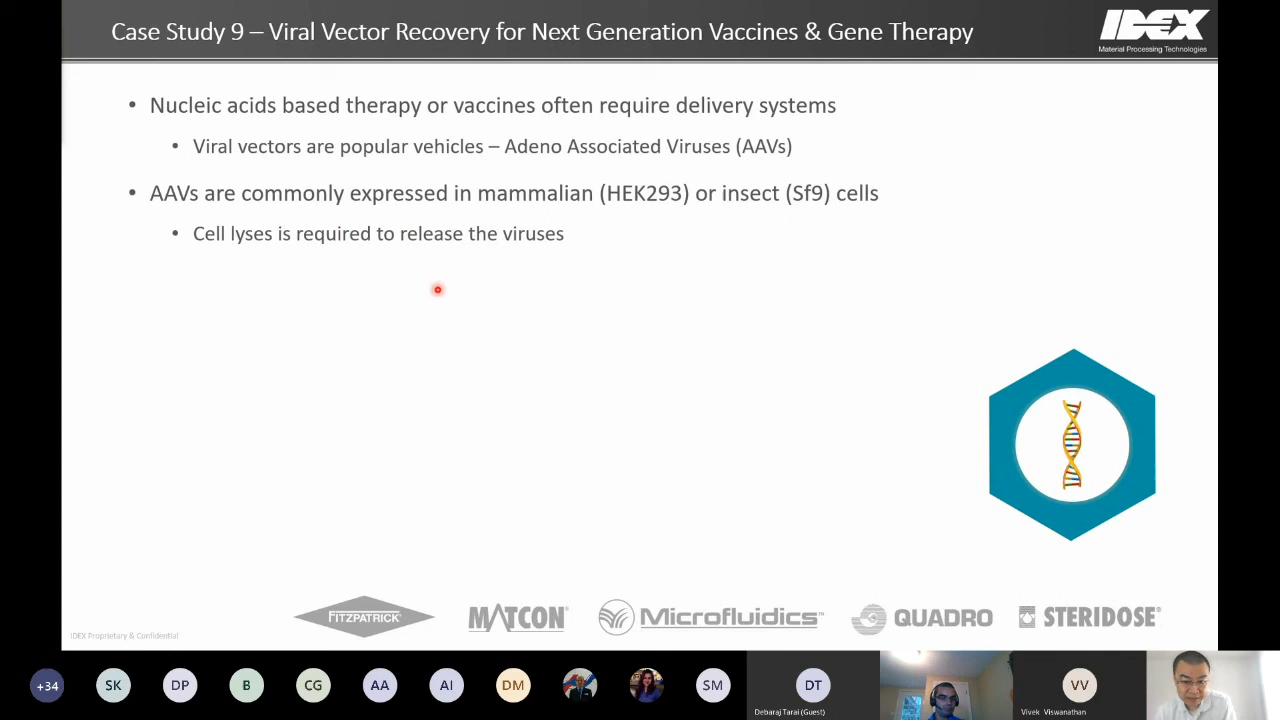 Case Study 9 – Viral Vector Recovery for Next Generation Vaccines & Gene Therapy
IDEX
Material Processing Technologies
• Nucleic acids based therapy or vaccines often require delivery systems
• Viral vectors are popular vehicles – Adeno Associated Viruses (AAVs)
• AAVs are commonly expressed in mammalian (HEK293) or insect (Sf9) cells
• Cell lyses is required to release the viruses
FITZPATRICK
MATCON
Microfluidics™
QUADRO
STERIDOSE
IDEX Proprietary & Confidential
+34
SK
DP
B
CG
AA
AI
DM
SM
DT
VV
Debaraj Tarai (Guest)
Vivek Viswanathan